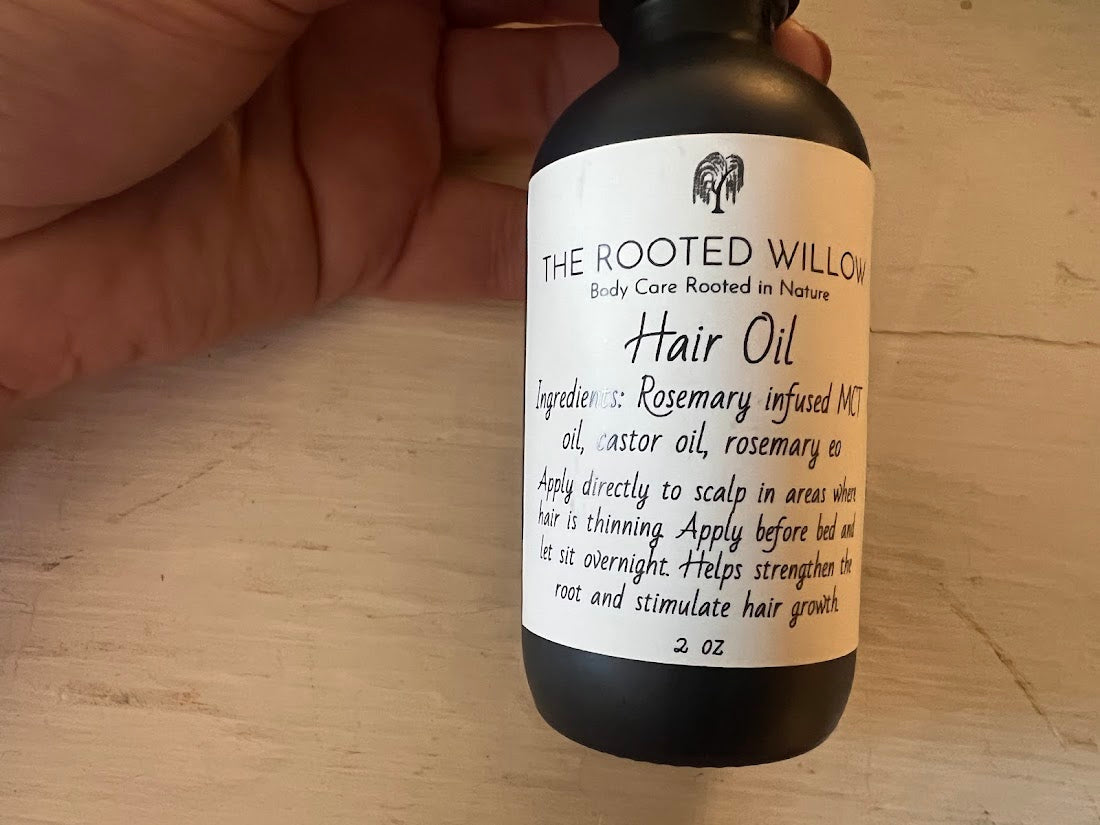 THE ROOTED WILLOW
Body Care Rooted in Nature
Hair Oil
Ingredients: Rosemary infused MCT
oil, castor oil, rosemary eo
Apply directly to scalp in areas where
hair is thinning. Apply before bed and
let sit overnight. Helps strengthen the
root and stimulate hair growth.
2 oz